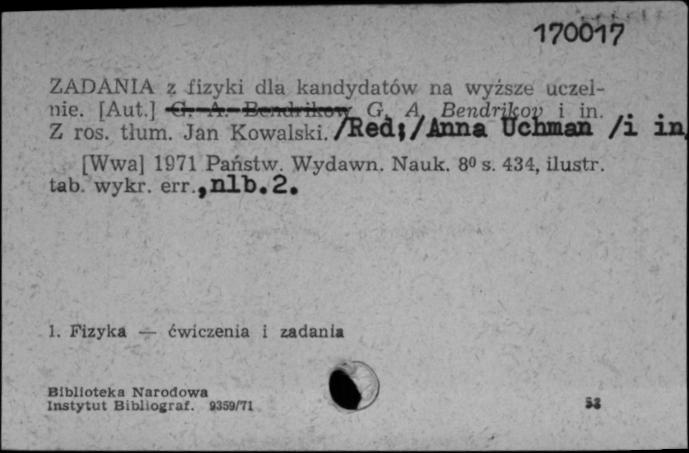 170017
ZADANIA z fizyki dla kandydatów na wyższe uczel-
nie. [Aut.] G. A. Bendrikow G. A. Bendrikov i in.
Z ros. tłum. Jan Kowalski. /Red;/Anna Uchman /i in
[Wwa] 1971 Państw. Wydawn. Nauk. 8º s. 434, ilustr.
tab. wykr. err.,nlb.2.
1. Fizyka — ćwiczenia i zadania
Biblioteka Narodowa
Instytut Bibliograf. 9359/71